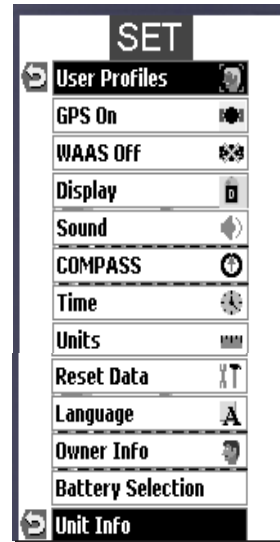 SET
User Profiles
GPS On
WAAS Off
Display D
Sound
COMPASS
Time
Units
Reset Data
Language A
Owner Info
Battery Selection
Unit Info